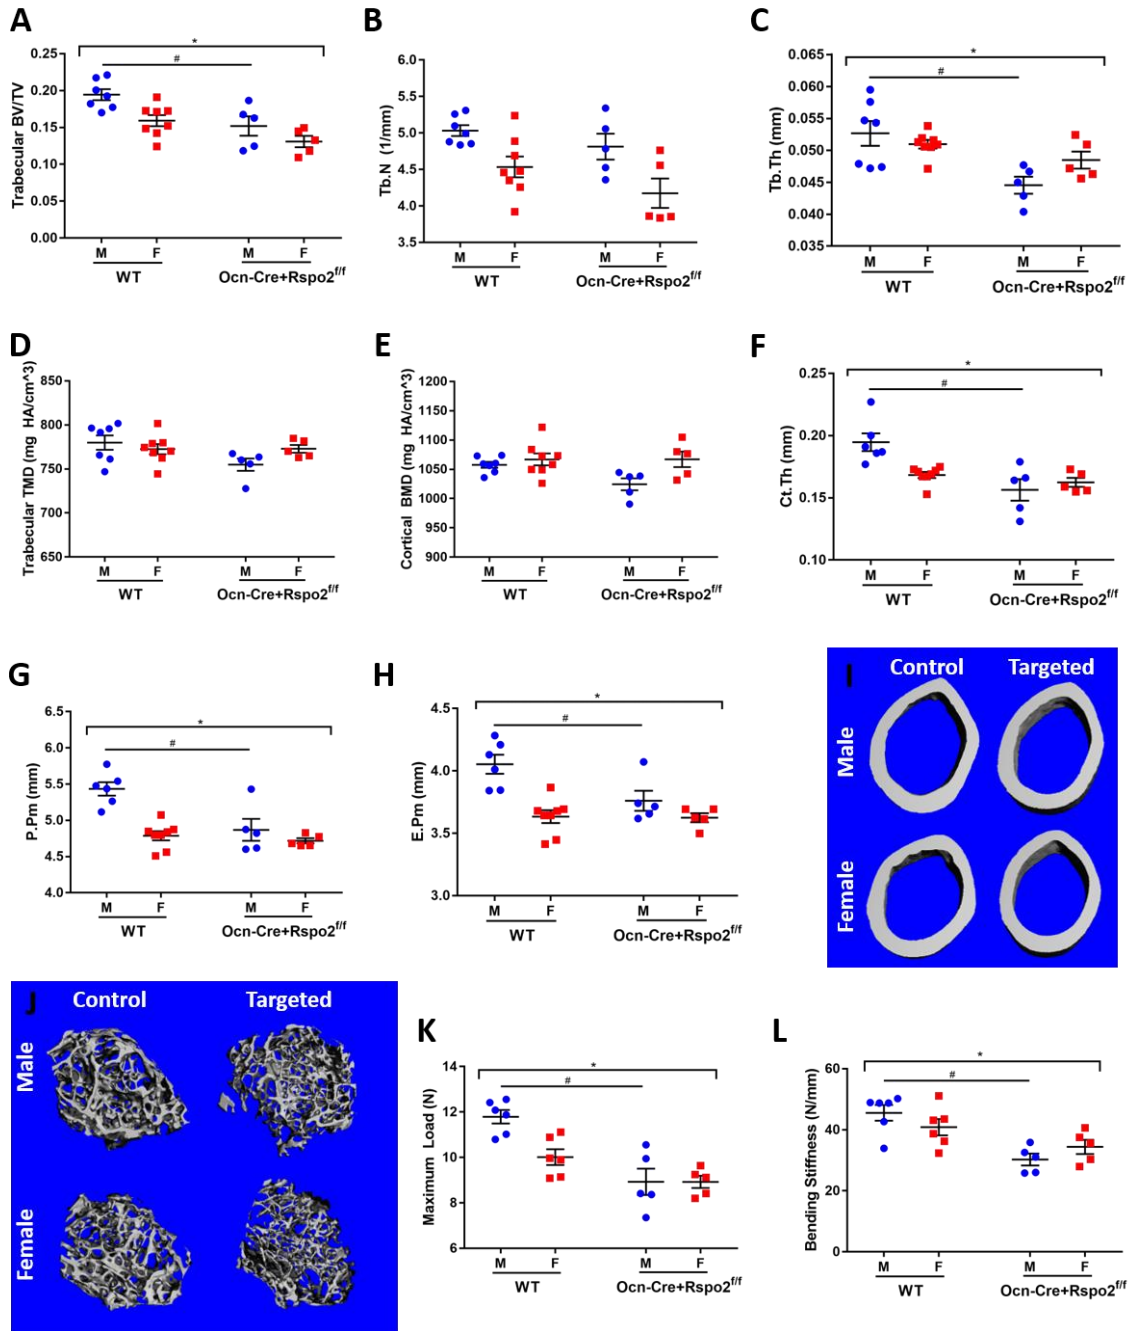 A
Trabecular BV/TV
0.25
0.20
0.15
0.10
0.05
0.00
*
#
M F M F
WT Ocn-Cre+Rspo2f/f
B
Tb.N (1/mm)
6.0
5.5
5.0
4.5
4.0
3.5
M F M F
WT Ocn-Cre+Rspo2f/f
C
Tb.Th (mm)
0.065
0.060
0.055
0.050
0.045
0.040
0.035
*
#
M F M F
WT Ocn-Cre+Rspo2f/f
D
Trabecular TMD (mg HA/cm^3)
850
800
750
700
650
M F M F
WT Ocn-Cre+Rspo2f/f
E
Cortical BMD (mg HA/cm^3)
1200
1150
1100
1050
1000
950
900
M F M F
WT Ocn-Cre+Rspo2f/f
F
Ct.Th (mm)
0.25
0.20
0.15
0.10
*
#
M F M F
WT Ocn-Cre+Rspo2f/f
G
P.Pm (mm)
6.5
6.0
5.5
5.0
4.5
4.0
*
#
M F M F
WT Ocn-Cre+Rspo2f/f
H
E.Pm (mm)
4.5
4.0
3.5
3.0
*
#
M F M F
WT Ocn-Cre+Rspo2f/f
I
Control Targeted
Male
Female
J
Control Targeted
Male
Female
K
Maximum Load (N)
14
12
10
8
6
*
#
M F M F
WT Ocn-Cre+Rspo2f/f
L
Bending Stiffness (N/mm)
60
40
20
0
*
#
M F M F
WT Ocn-Cre+Rspo2f/f